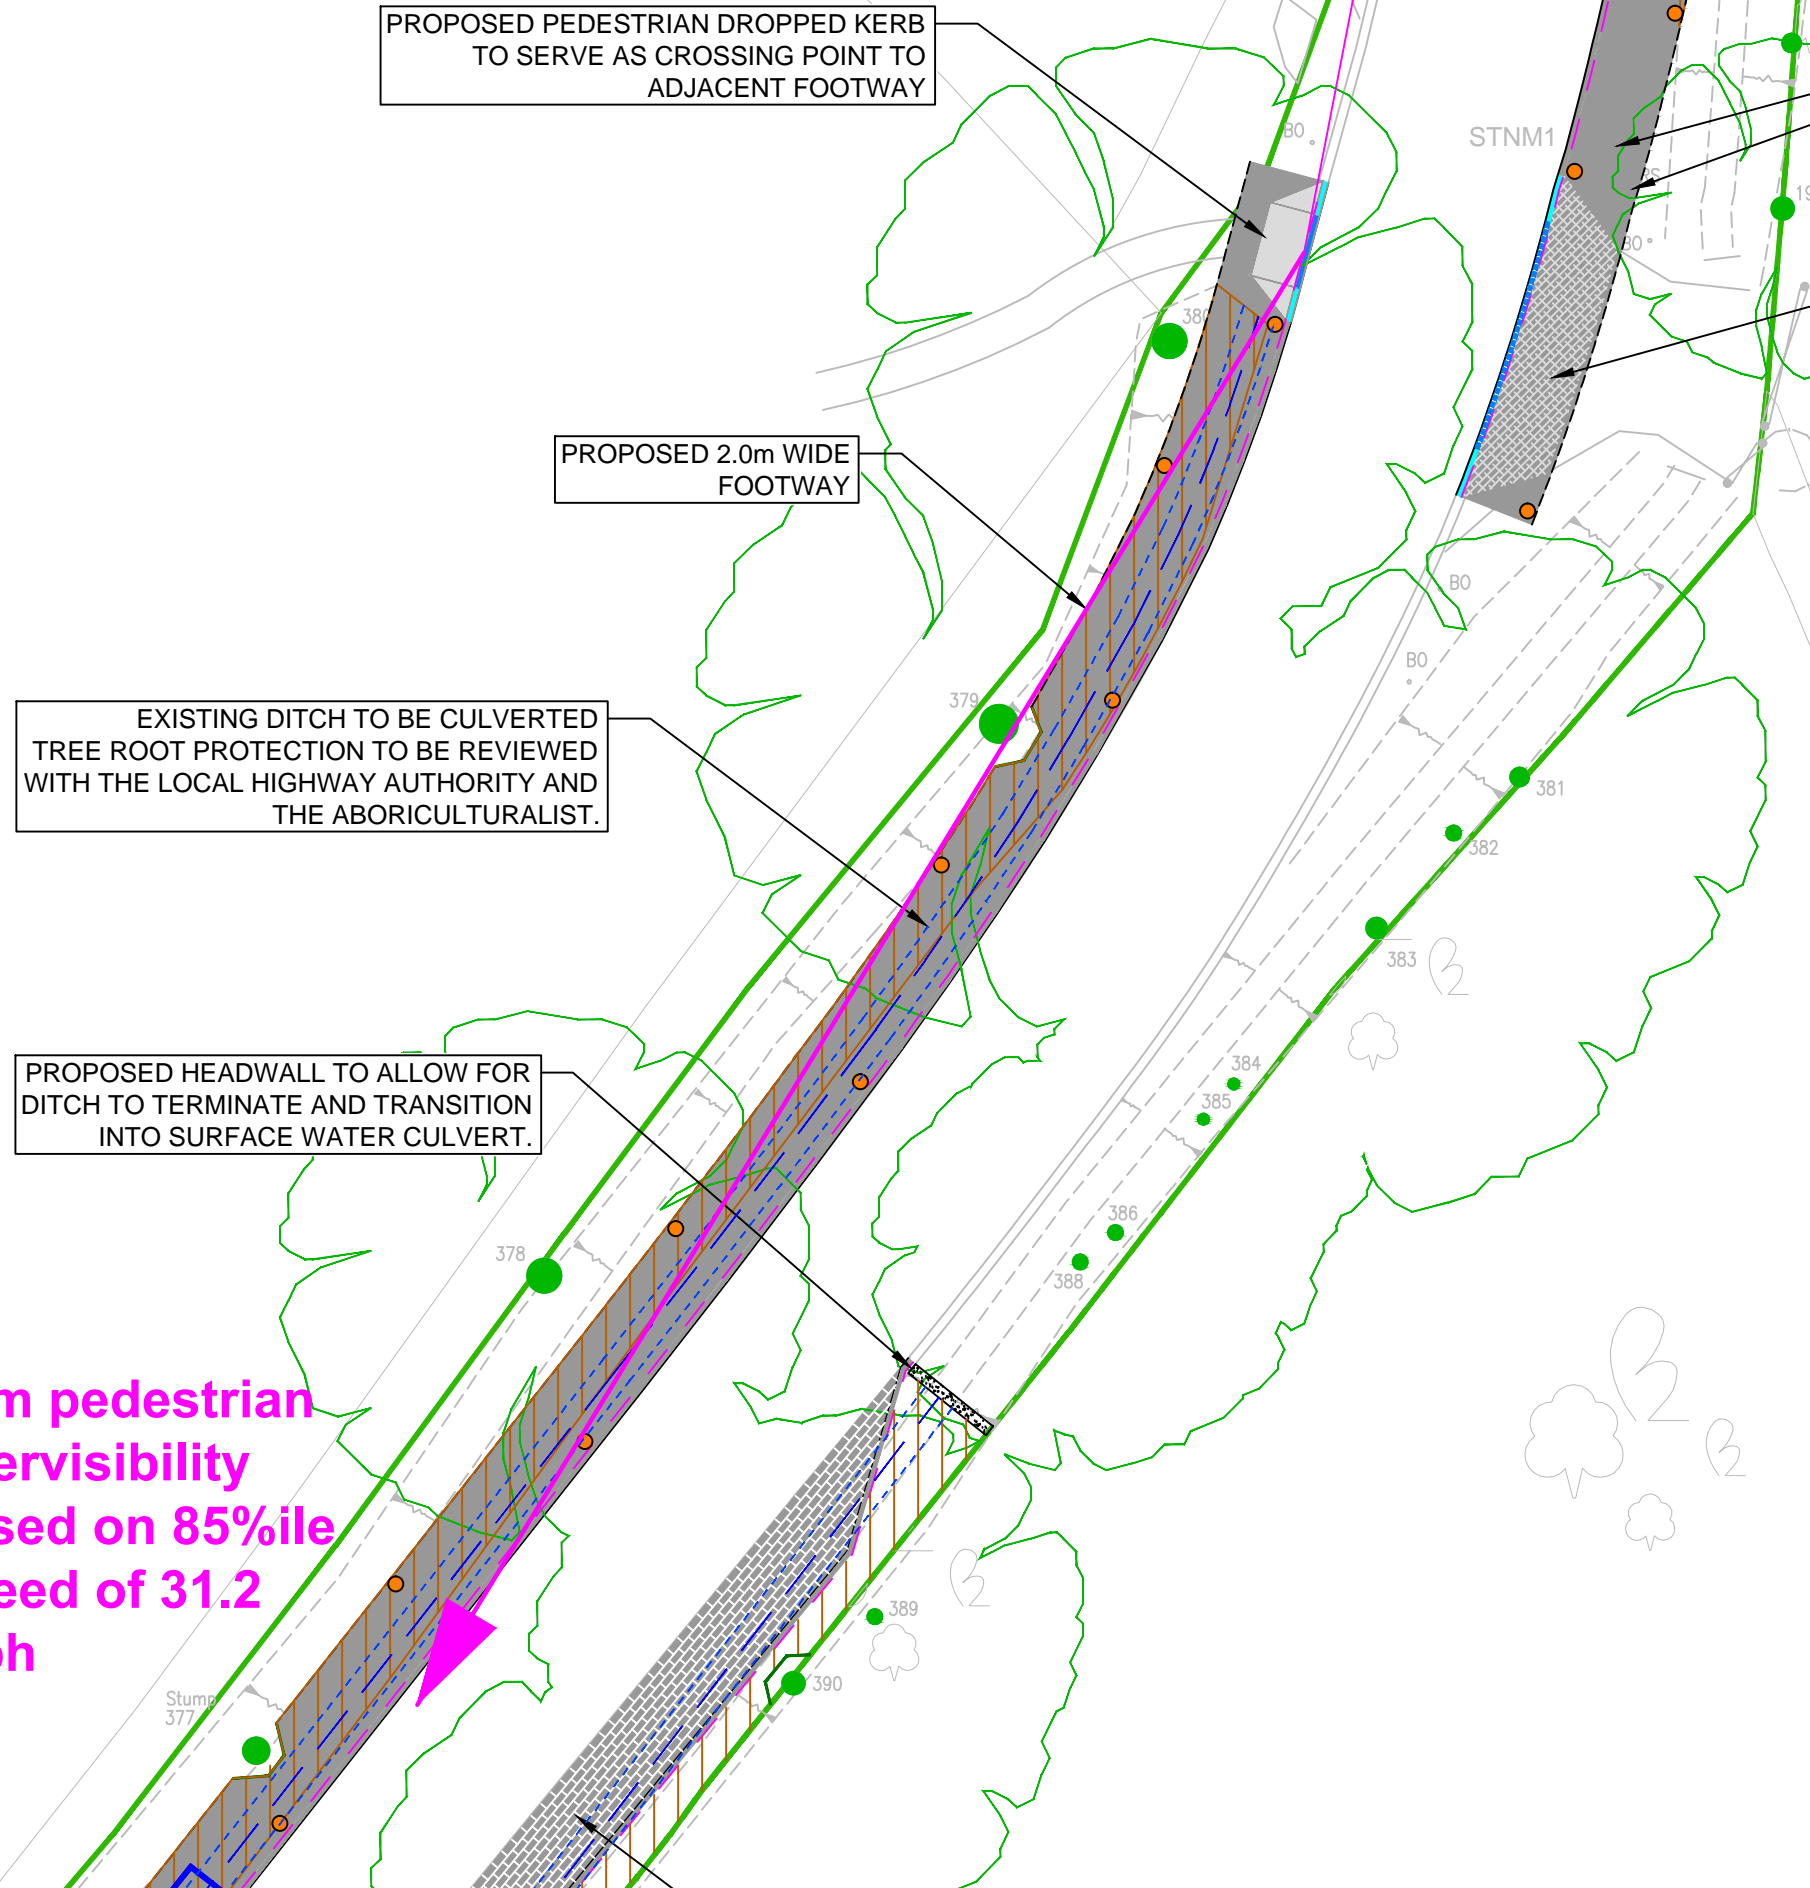 PROPOSED PEDESTRIAN DROPPED KERB
TO SERVE AS CROSSING POINT TO
ADJACENT FOOTWAY
BO
STNM1
BO
380
PROPOSED 2.0m WIDE
FOOTWAY
BO
BO
379
EXISTING DITCH TO BE CULVERTED
TREE ROOT PROTECTION TO BE REVIEWED
WITH THE LOCAL HIGHWAY AUTHORITY AND
THE ABORICULTURALIST.
381
382
383
PROPOSED HEADWALL TO ALLOW FOR
DITCH TO TERMINATE AND TRANSITION
INTO SURFACE WATER CULVERT.
384
385
386
378
388
m pedestrian
ervisibility
sed on 85%ile
eed of 31.2
ph
389
390
Stump
377